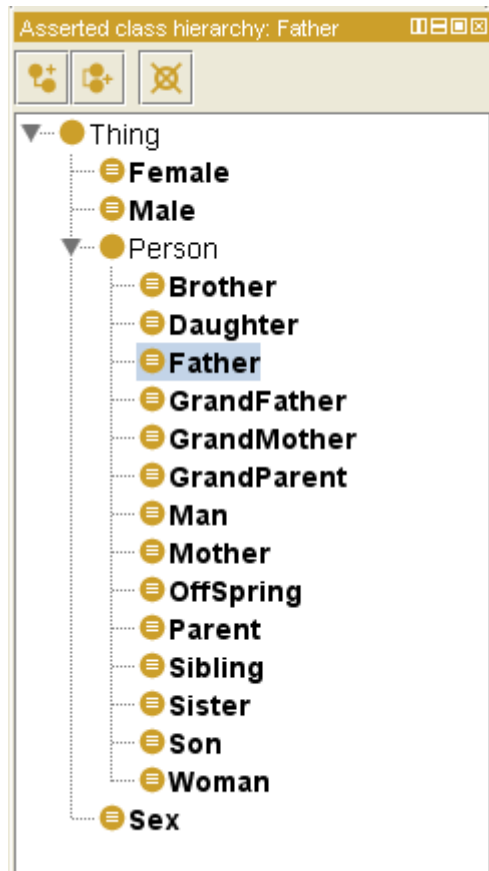 Asserted class hierarchy: Father
Thing
Female
Male
Person
Brother
Daughter
Father
GrandFather
GrandMother
GrandParent
Man
Mother
OffSpring
Parent
Sibling
Sister
Son
Woman
Sex